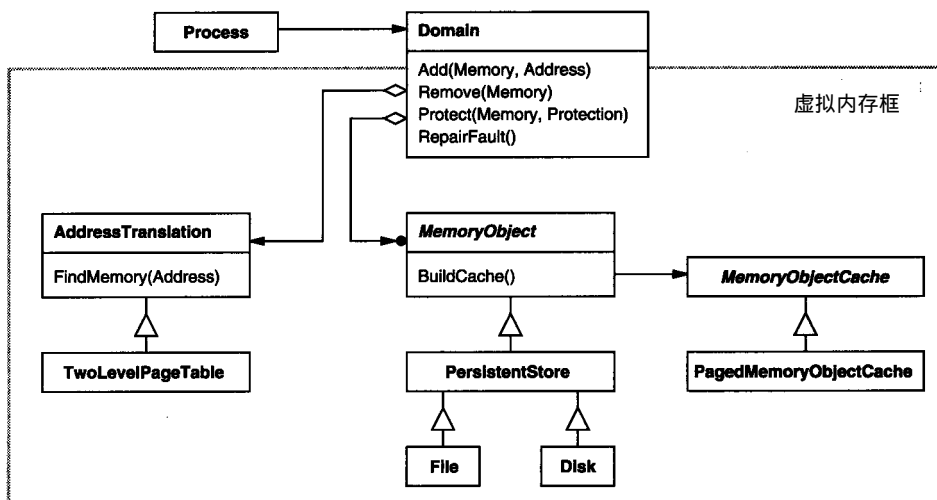 Process
Domain
Add(Memory, Address)
Remove(Memory)
Protect(Memory, Protection)
RepairFault()
虚拟内存框
AddressTranslation
FindMemory(Address)
MemoryObject
BuildCache()
MemoryObjectCache
TwoLevelPageTable
PersistentStore
PagedMemoryObjectCache
File
Disk